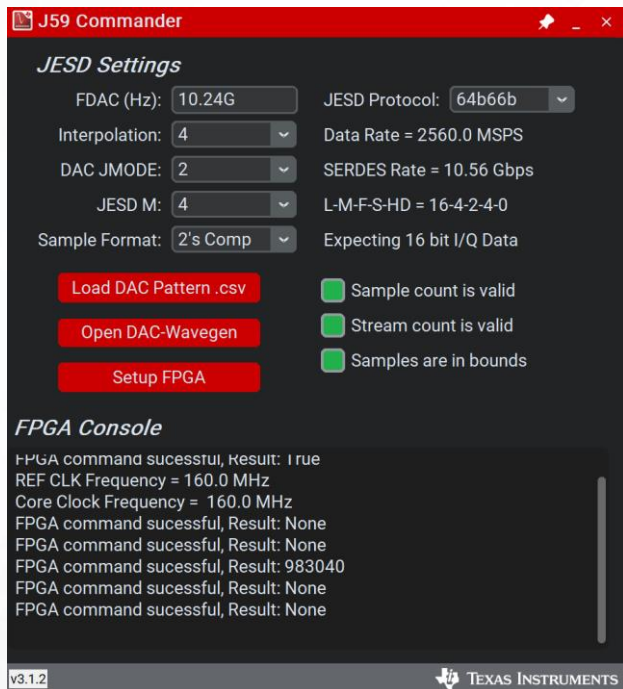 J59 Commander
JESD Settings
FDAC (Hz): 10.24G
JESD Protocol: 64b66b
Interpolation: 4
Data Rate = 2560.0 MSPS
DAC JMODE: 2
SERDES Rate = 10.56 Gbps
JESD M: 4
L-M-F-S-HD = 16-4-2-4-0
Sample Format: 2's Comp
Expecting 16 bit I/Q Data
Load DAC Pattern .csv
Sample count is valid
Open DAC-Wavegen
Stream count is valid
Setup FPGA
Samples are in bounds
FPGA Console
FPGA command sucessful, Result: True
REF CLK Frequency = 160.0 MHz
Core Clock Frequency =  160.0 MHz
FPGA command sucessful, Result: None
FPGA command sucessful, Result: None
FPGA command sucessful, Result: 983040
FPGA command sucessful, Result: None
FPGA command sucessful, Result: None
v3.1.2
TEXAS INSTRUMENTS